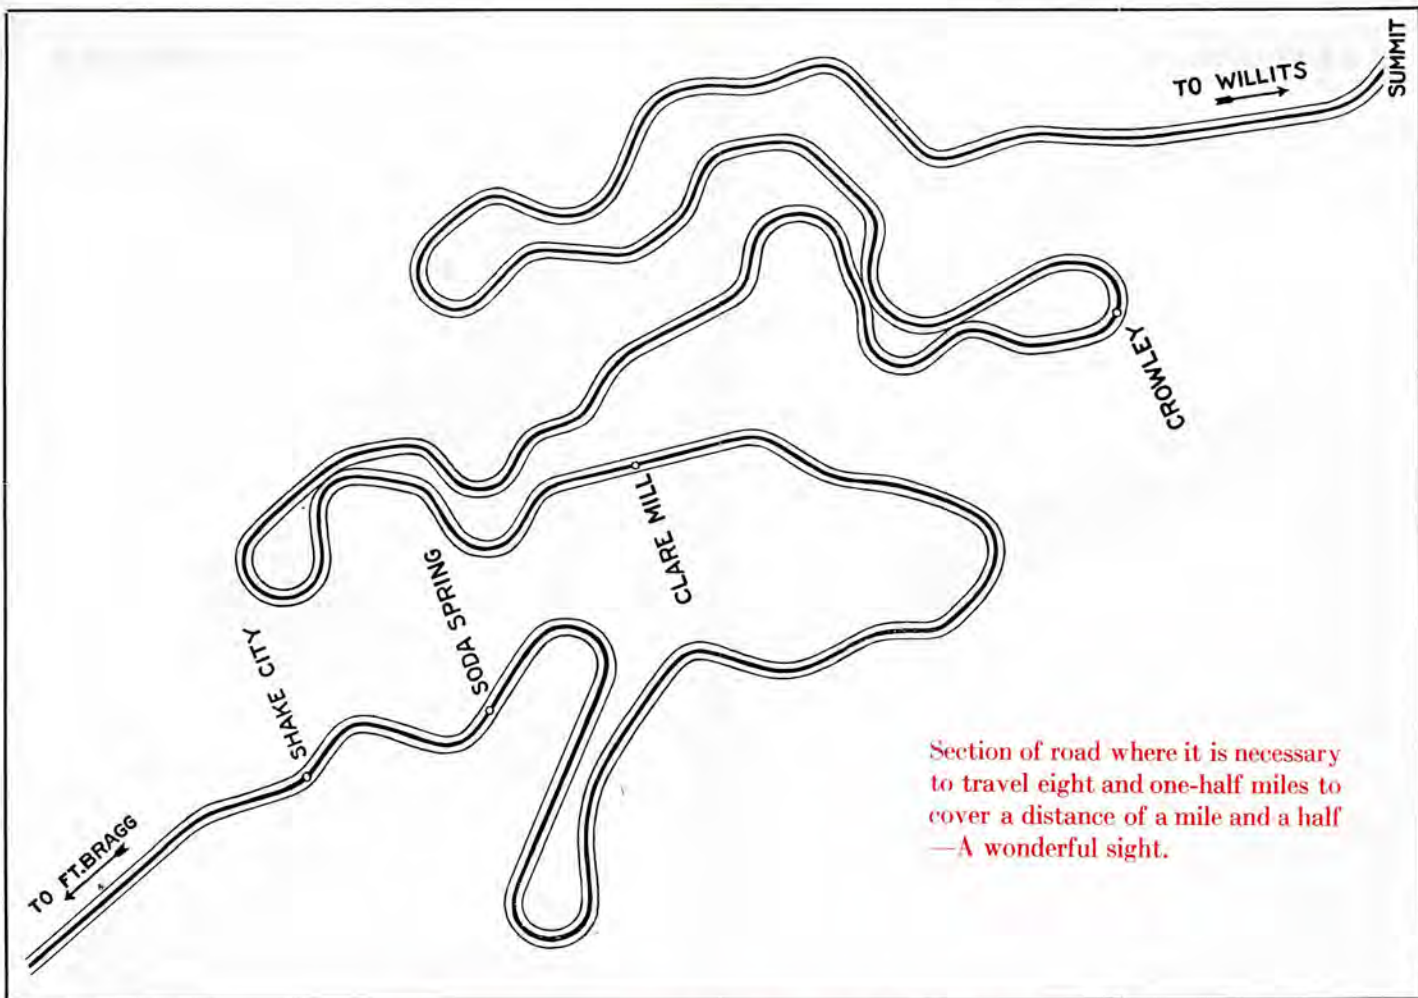 SUMMIT
TO WILLITS
CROWLEY
CLARE MILL
SODA SPRING
SHAKE CITY
TO FT. BRAGG
Section of road where it is necessary
to travel eight and one-half miles to
cover a distance of a mile and a half
—A wonderful sight.